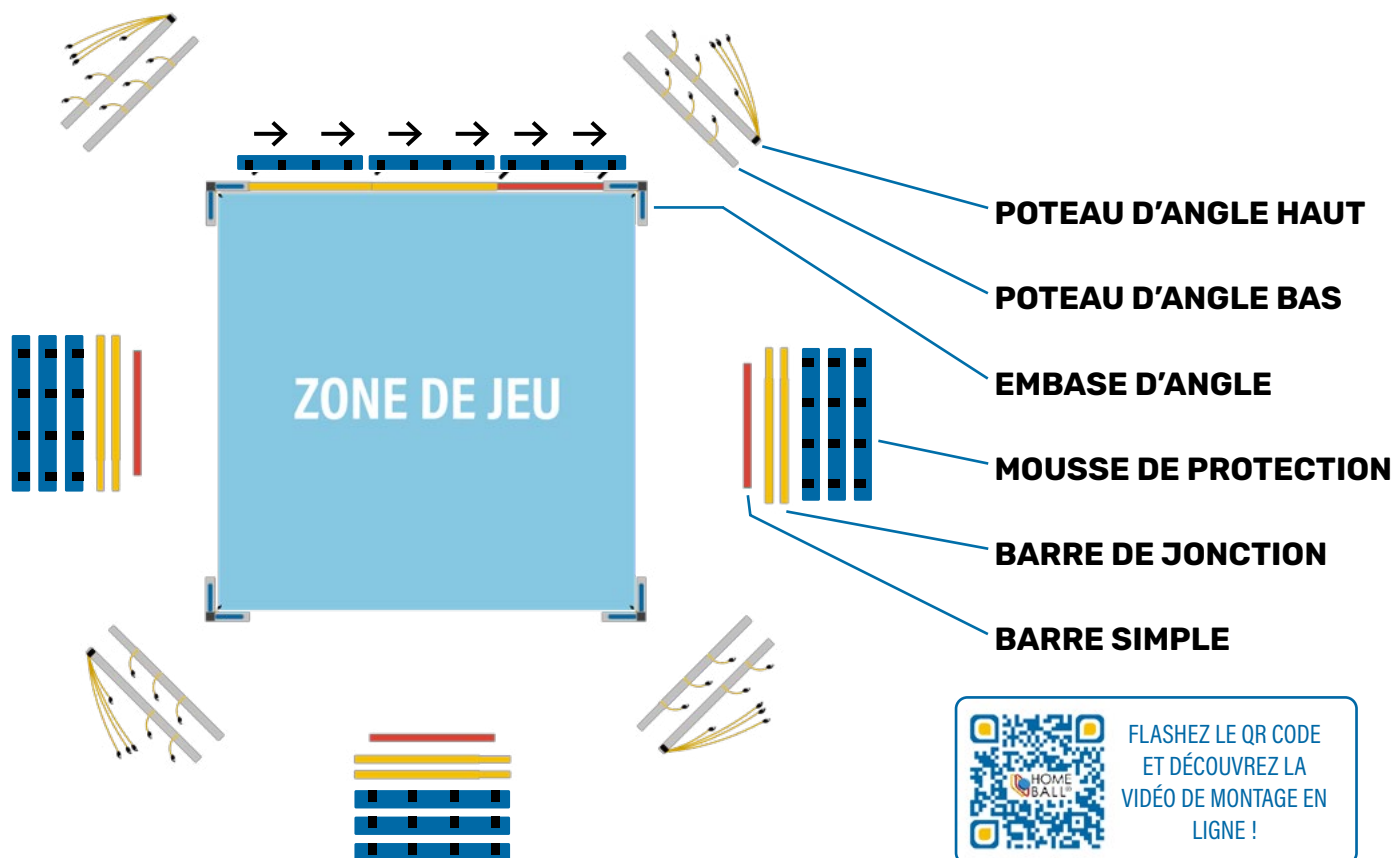 ZONE DE JEU
POTEAU D'ANGLE HAUT
POTEAU D'ANGLE BAS
EMBASE D'ANGLE
MOUSSE DE PROTECTION
BARRE DE JONCTION
BARRE SIMPLE
HOME
BALL®
FLASHEZ LE QR CODE
ET DÉCOUVREZ LA
VIDÉO DE MONTAGE EN
LIGNE !